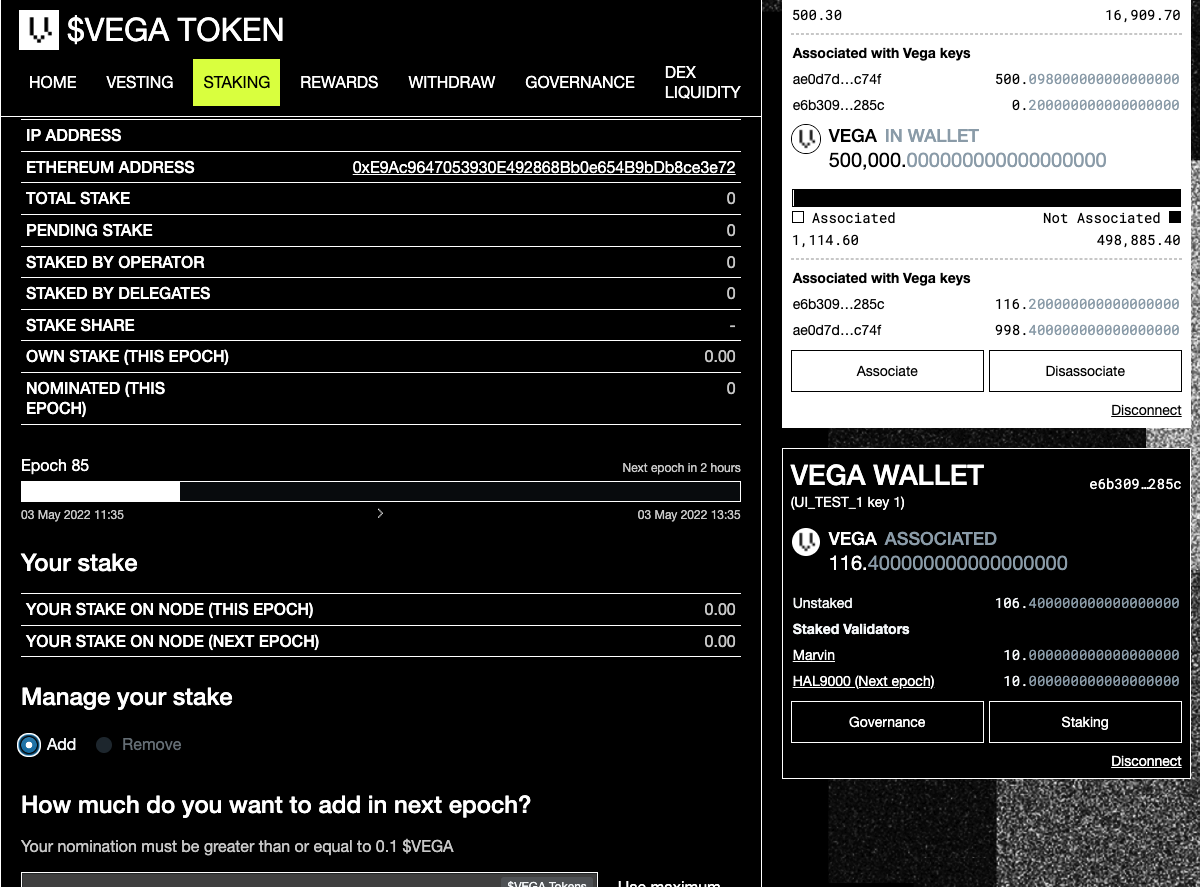 $VEGA TOKEN
HOME VESTING STAKING REWARDS WITHDRAW GOVERNANCE DEX LIQUIDITY
IP ADDRESS
ETHEREUM ADDRESS 0xE9Ac9647053930E492868Bb0e654B9bDb8ce3e72
TOTAL STAKE 0
PENDING STAKE 0
STAKED BY OPERATOR 0
STAKED BY DELEGATES 0
STAKE SHARE -
OWN STAKE (THIS EPOCH) 0.00
NOMINATED (THIS EPOCH) 0
Epoch 85 Next epoch in 2 hours
03 May 2022 11:35 > 03 May 2022 13:35
Your stake
YOUR STAKE ON NODE (THIS EPOCH) 0.00
YOUR STAKE ON NODE (NEXT EPOCH) 0.00
Manage your stake
Add Remove
How much do you want to add in next epoch?
Your nomination must be greater than or equal to 0.1 $VEGA
$VEGA Tokens Use maximum
500.30 16,909.70
Associated with Vega keys
ae0d7d…c74f 500.098000000000000000
e6b309…285c 0.200000000000000000
VEGA IN WALLET
500,000.000000000000000000
Associated Not Associated
1,114.60 498,885.40
Associated with Vega keys
e6b309…285c 116.200000000000000000
ae0d7d…c74f 998.400000000000000000
Associate Disassociate
Disconnect
VEGA WALLET e6b309…285c
(UI_TEST_1 key 1)
VEGA ASSOCIATED
116.400000000000000000
Unstaked 106.400000000000000000
Staked Validators
Marvin 10.000000000000000000
HAL9000 (Next epoch) 10.000000000000000000
Governance Staking
Disconnect